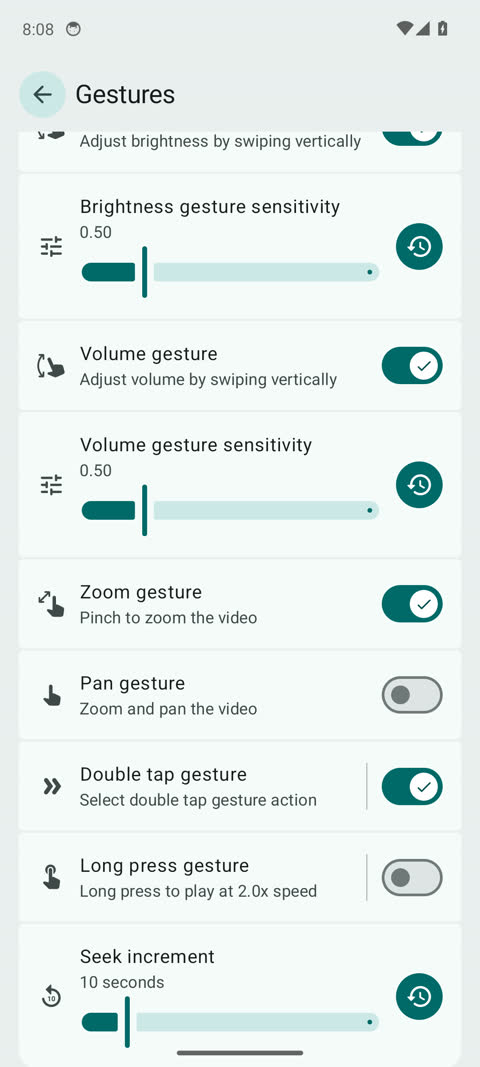 8:08
Gestures
Adjust brightness by swiping vertically
Brightness gesture sensitivity
0.50
Volume gesture
Adjust volume by swiping vertically
Volume gesture sensitivity
0.50
Zoom gesture
Pinch to zoom the video
Pan gesture
Zoom and pan the video
Double tap gesture
Select double tap gesture action
Long press gesture
Long press to play at 2.0x speed
Seek increment
10 seconds
10